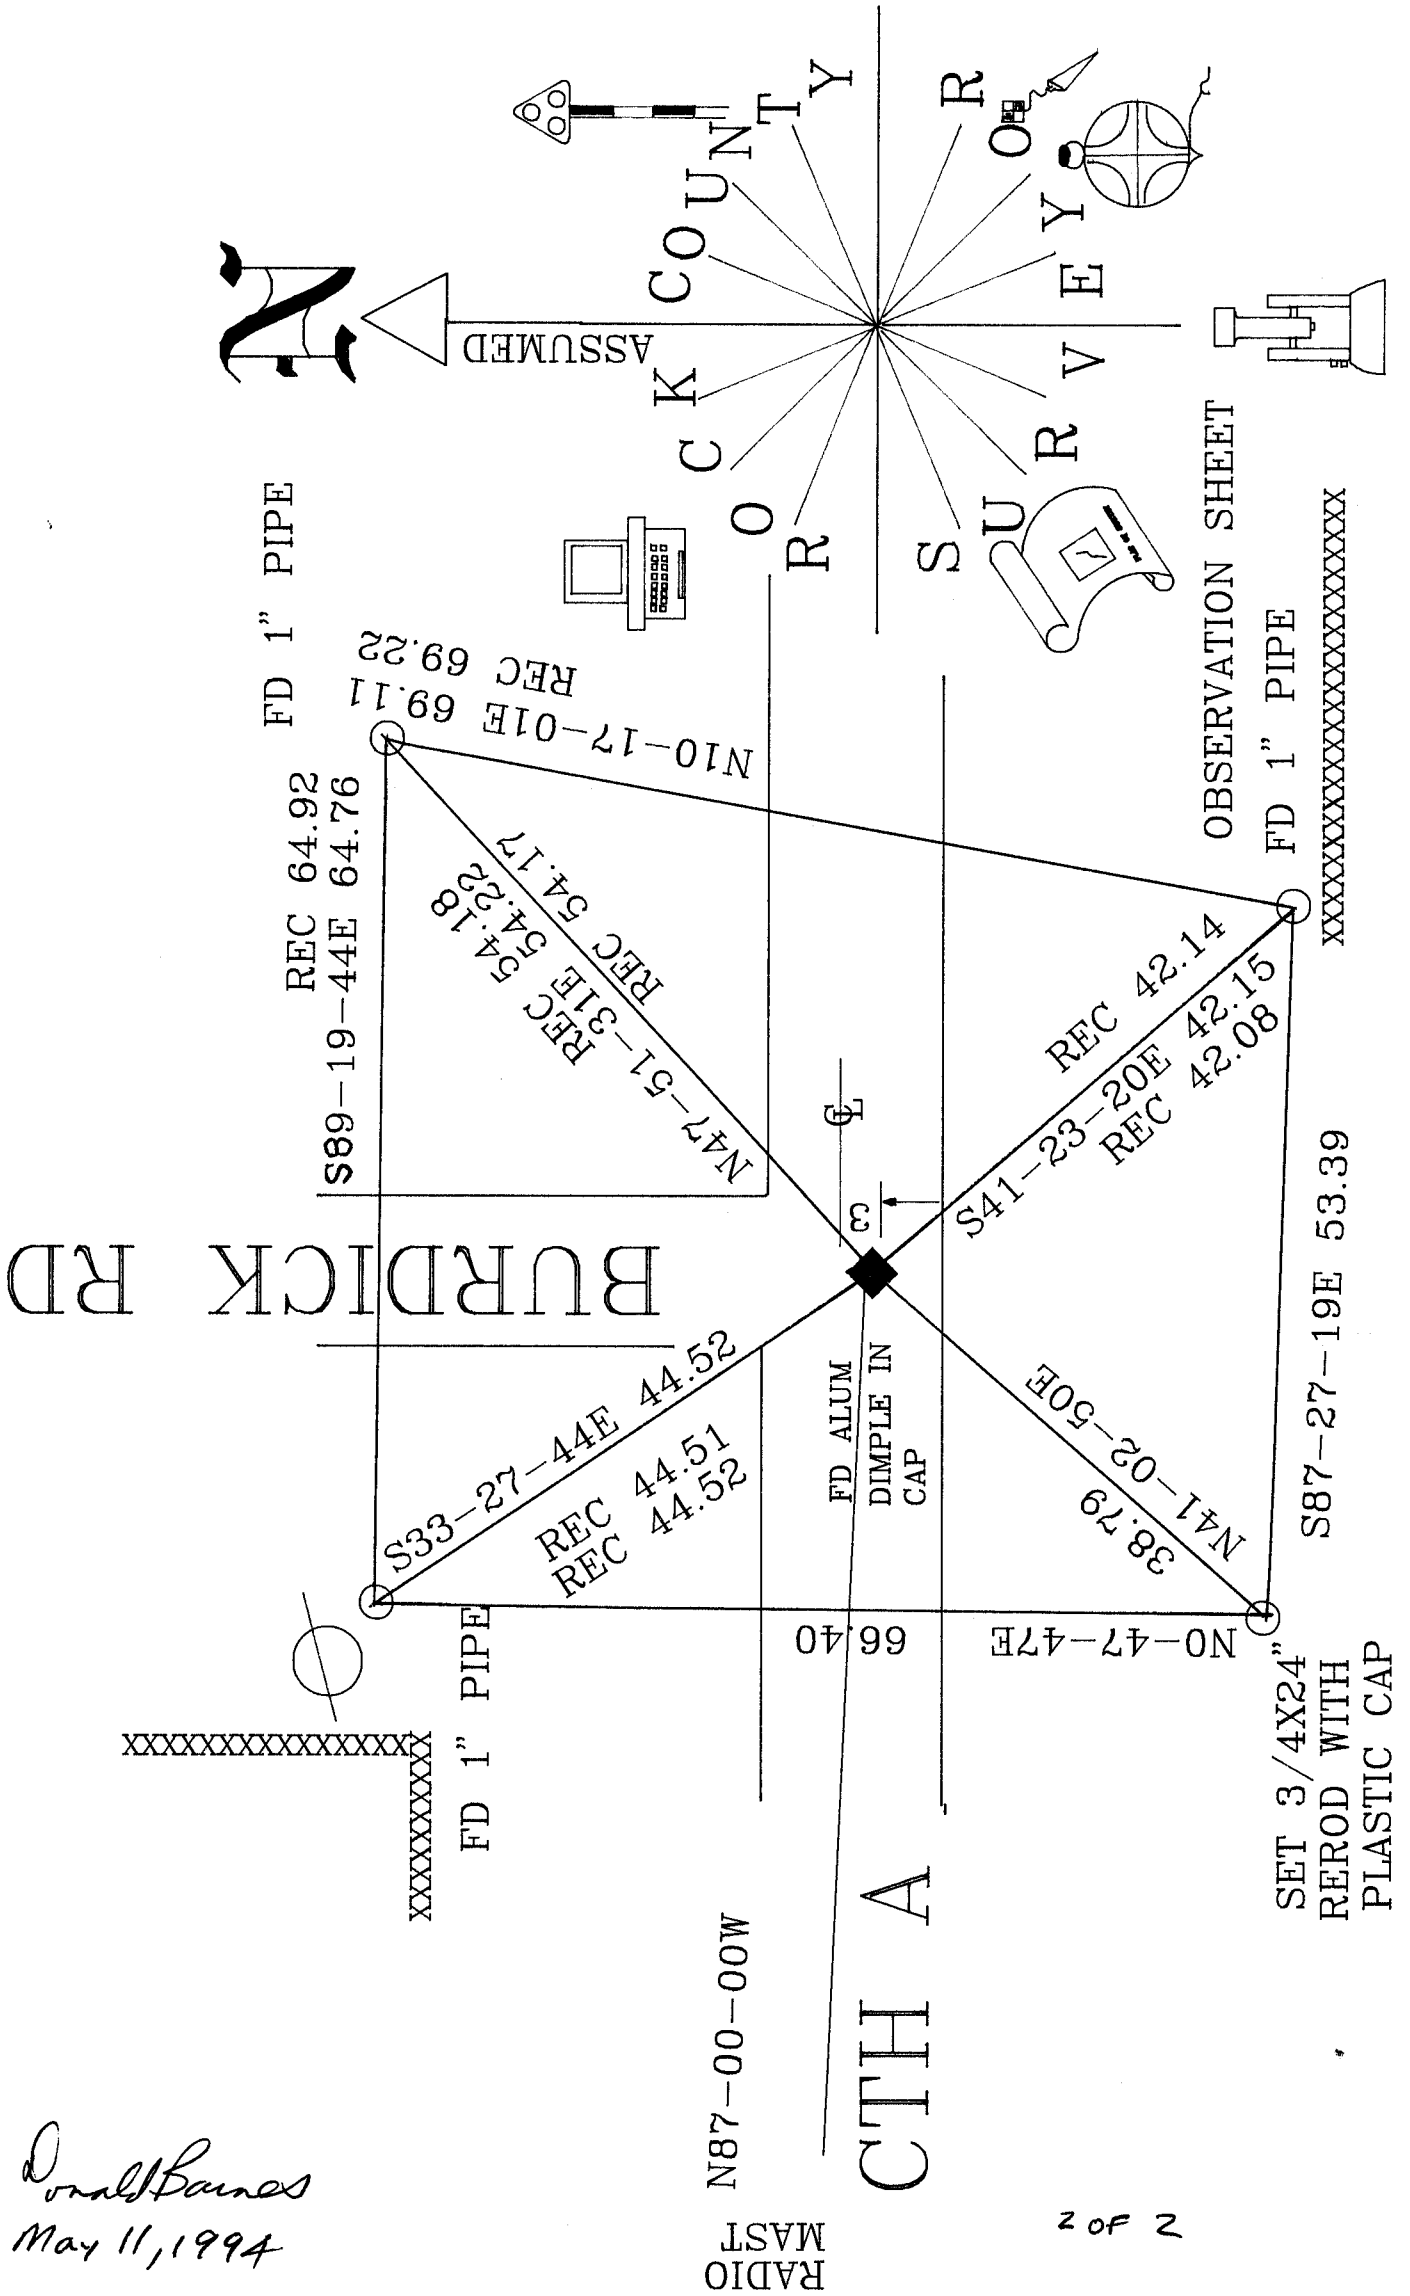 ROCK COUNTY
SURVEYOR
N
ASSUMED
OBSERVATION SHEET
FD 1" PIPE
REC 64.92
S89-19-44E 64.76
N10-17-01E 69.11
REC 69.22
REC 54.18
N47-51-31E 54.22
REC 54.17
BURDICK RD
S33-27-44E 44.52
REC 44.51
REC 44.52
FD 1" PIPE
FD ALUM
DIMPLE IN
CAP
3
CL
REC 42.14
S41-23-20E 42.15
REC 42.08
FD 1" PIPE
XXXXXXXXXXXXXXXXXXXXXXXXX
N41-02-50E
38.79
S87-27-19E 53.39
N0-47-47E
66.40
SET 3/4X24"
REROD WITH
PLASTIC CAP
N87-00-00W
CTH A
RADIO
MAST
Donald Barnes
May 11, 1994
2 OF 2